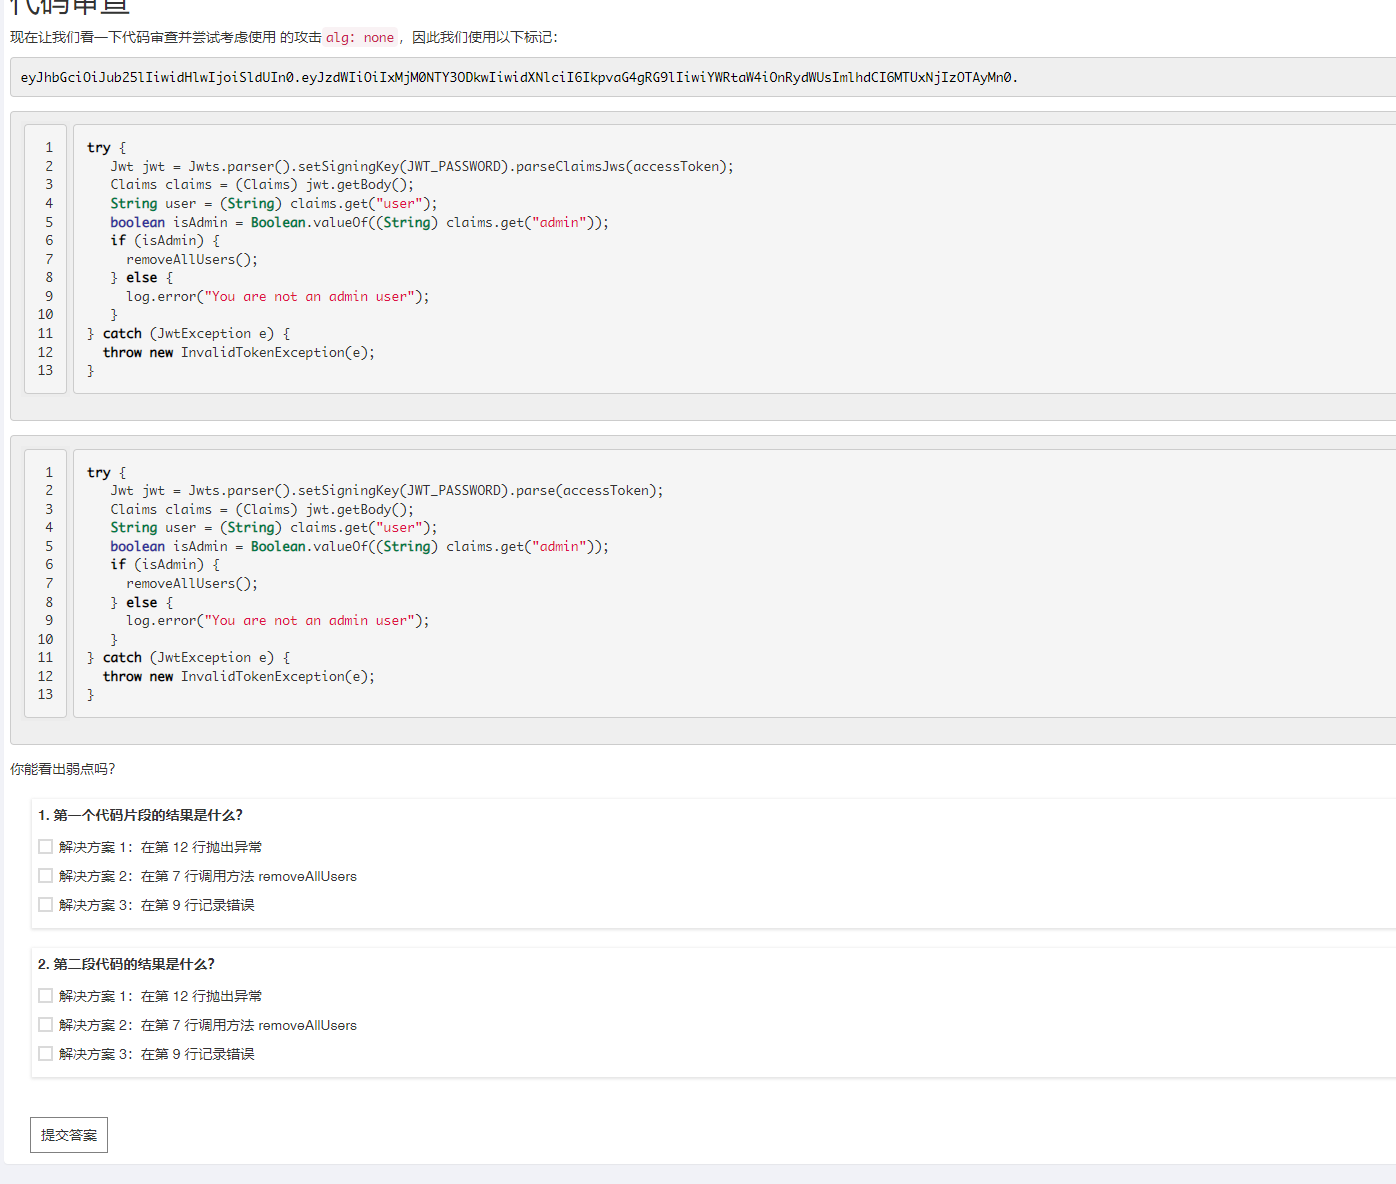 代码审查
现在让我们看一下代码审查并尝试考虑使用 的攻击 alg: none ，因此我们使用以下标记：
eyJhbGciOiJub25lIiwidHlwIjoiSldUIn0.eyJzdWIiOiIxMjM0NTY3ODkwIiwidXNlciI6IkpvaG4gRG9lIiwiYWRtaW4iOnRydWUsImlhdCI6MTUxNjIzOTAyMn0.
1 try {
2 Jwt jwt = Jwts.parser().setSigningKey(JWT_PASSWORD).parseClaimsJws(accessToken);
3 Claims claims = (Claims) jwt.getBody();
4 String user = (String) claims.get("user");
5 boolean isAdmin = Boolean.valueOf((String) claims.get("admin"));
6 if (isAdmin) {
7 removeAllUsers();
8 } else {
9 log.error("You are not an admin user");
10 }
11 } catch (JwtException e) {
12 throw new InvalidTokenException(e);
13 }
1 try {
2 Jwt jwt = Jwts.parser().setSigningKey(JWT_PASSWORD).parse(accessToken);
3 Claims claims = (Claims) jwt.getBody();
4 String user = (String) claims.get("user");
5 boolean isAdmin = Boolean.valueOf((String) claims.get("admin"));
6 if (isAdmin) {
7 removeAllUsers();
8 } else {
9 log.error("You are not an admin user");
10 }
11 } catch (JwtException e) {
12 throw new InvalidTokenException(e);
13 }
你能看出弱点吗？
1. 第一个代码片段的结果是什么？
解决方案 1：在第 12 行抛出异常
解决方案 2：在第 7 行调用方法 removeAllUsers
解决方案 3：在第 9 行记录错误
2. 第二段代码的结果是什么？
解决方案 1：在第 12 行抛出异常
解决方案 2：在第 7 行调用方法 removeAllUsers
解决方案 3：在第 9 行记录错误
提交答案